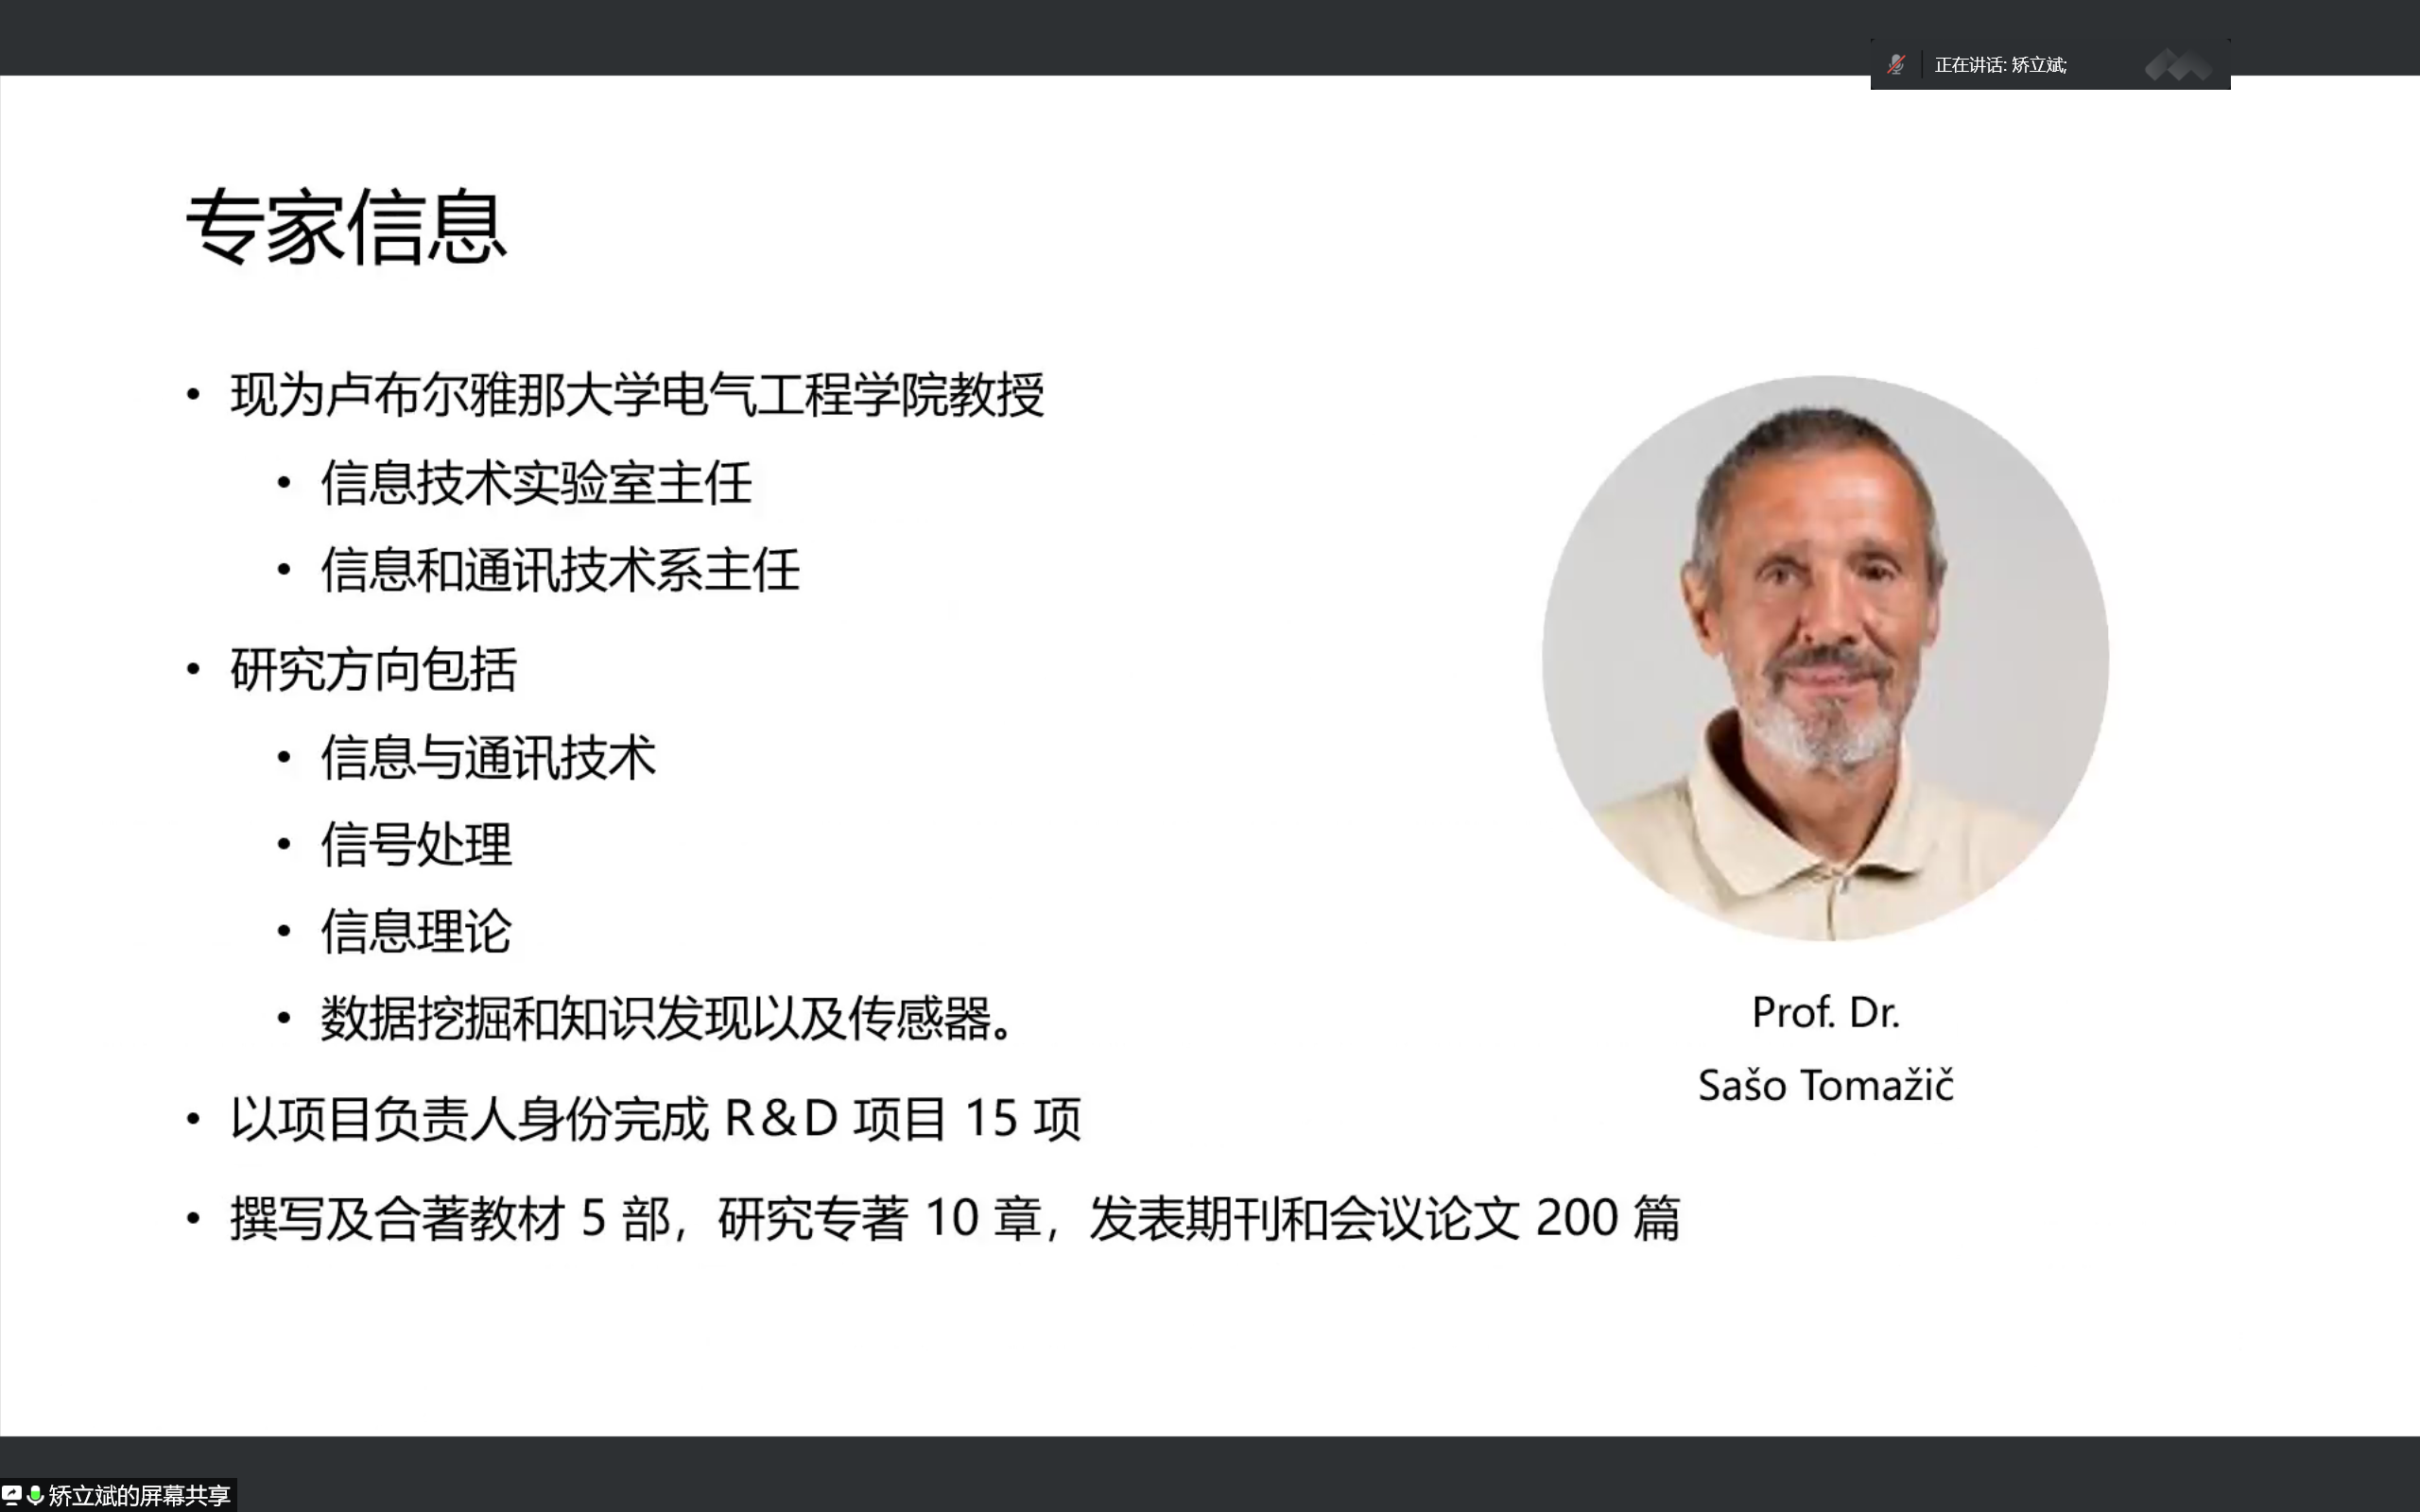 正在讲话: 矫立斌;
专家信息
• 现为卢布尔雅那大学电气工程学院教授
• 信息技术实验室主任
• 信息和通讯技术系主任
• 研究方向包括
• 信息与通讯技术
• 信号处理
• 信息理论
• 数据挖掘和知识发现以及传感器。
• 以项目负责人身份完成 R&D 项目 15 项
• 撰写及合著教材 5 部，研究专著 10 章，发表期刊和会议论文 200 篇
Prof. Dr.
Sašo Tomažič
矫立斌的屏幕共享